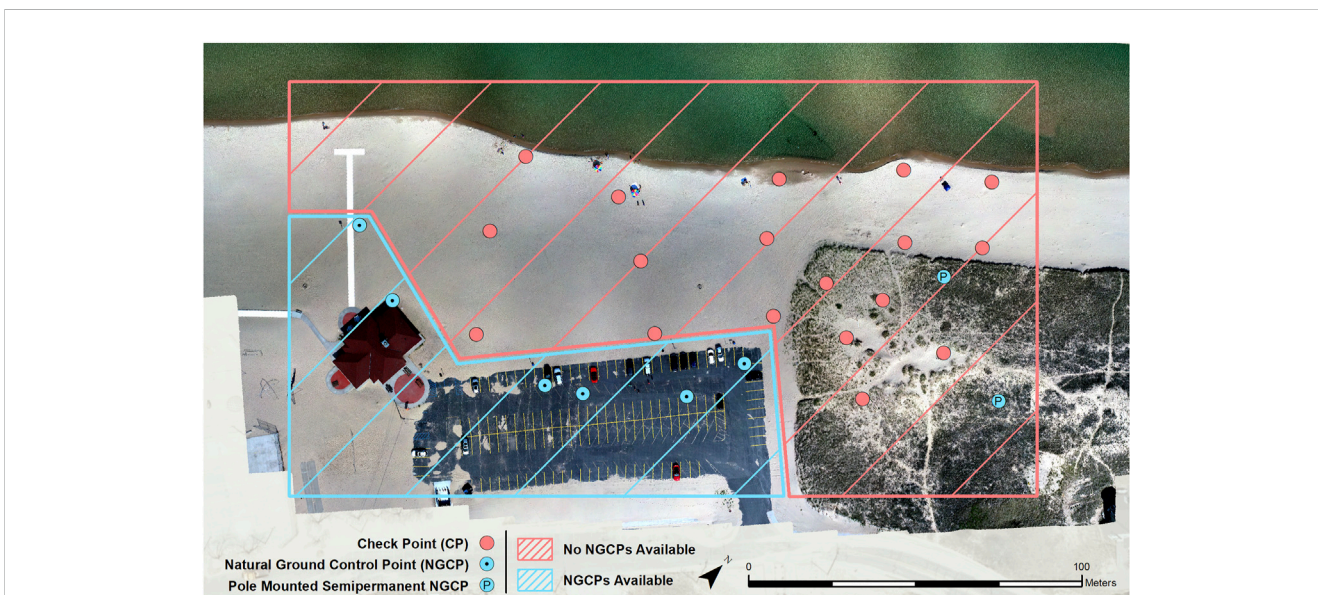 P
P
Check Point (CP)
Natural Ground Control Point (NGCP)
Pole Mounted Semipermanent NGCP
P
No NGCPs Available
NGCPs Available
N
0
100
Meters